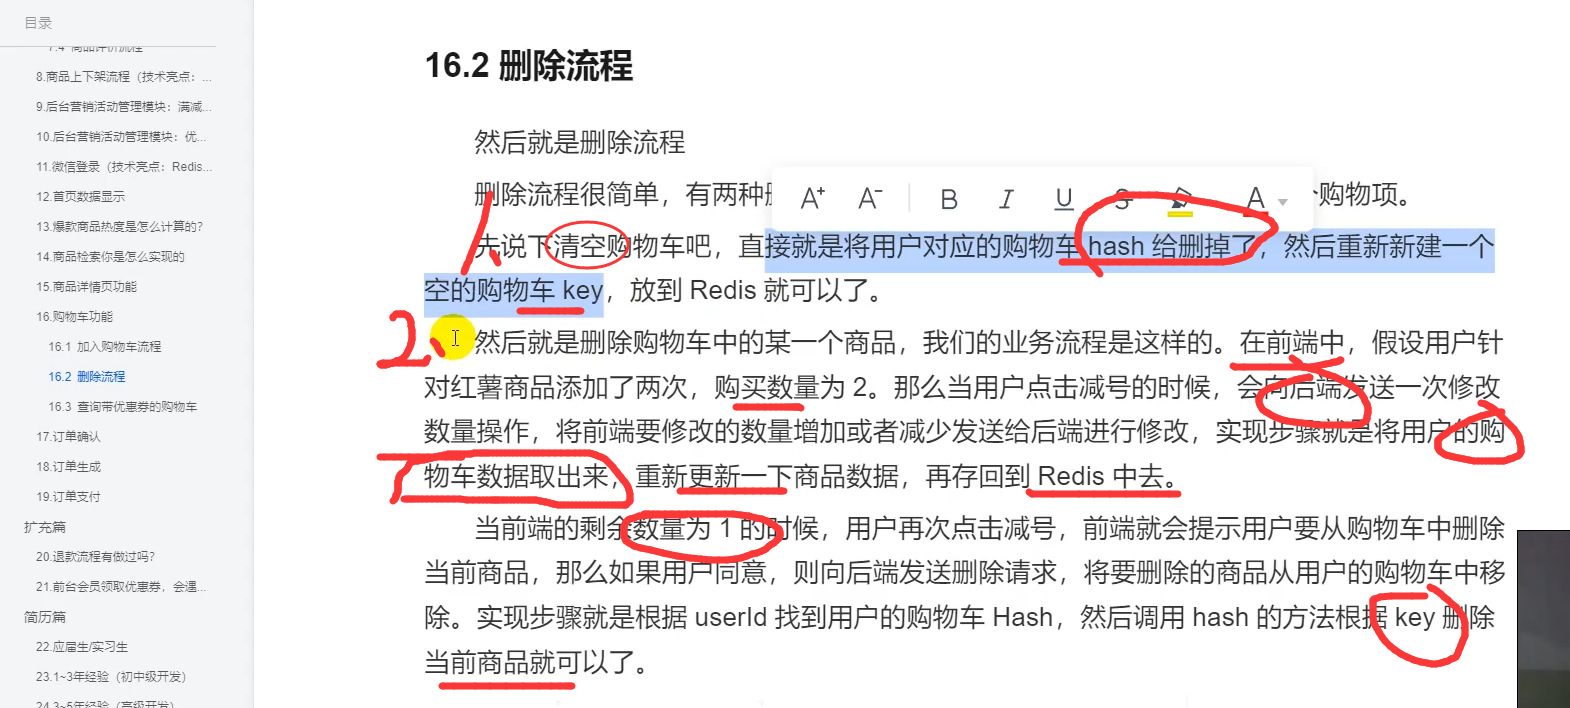 目录
7.4 商品评价流程
8.商品上下架流程（技术亮点：...
9.后台营销活动管理模块：满减...
10.后台营销活动管理模块：优...
11.微信登录（技术亮点：Redis...
12.首页数据显示
13.爆款商品热度是怎么计算的?
14.商品检索你是怎么实现的
15.商品详情页功能
16.购物车功能
16.1 加入购物车流程
16.2 删除流程
16.3 查询带优惠券的购物车
17.订单确认
18.订单生成
19.订单支付
扩充篇
20.退款流程有做过吗?
21.前台会员领取优惠券，会遇...
简历篇
22.应届生/实习生
23.1~3年经验（初中级开发）
24.3~5年经验（高级开发）
16.2 删除流程
然后就是删除流程
删除流程很简单，有两种
购物项。
A+ A- B I U S A
1、
先说下清空购物车吧，直接就是将用户对应的购物车 hash 给删掉了，然后重新新建一个
空的购物车 key，放到 Redis 就可以了。
2、
然后就是删除购物车中的某一个商品，我们的业务流程是这样的。在前端中，假设用户针
对红薯商品添加了两次，购买数量为 2。那么当用户点击减号的时候，会向后端发送一次修改
数量操作，将前端要修改的数量增加或者减少发送给后端进行修改，实现步骤就是将用户的购
物车数据取出来，重新更新一下商品数据，再存回到 Redis 中去。
当前端的剩余数量为 1 的时候，用户再次点击减号，前端就会提示用户要从购物车中删除
当前商品，那么如果用户同意，则向后端发送删除请求，将要删除的商品从用户的购物车中移
除。实现步骤就是根据 userId 找到用户的购物车 Hash，然后调用 hash 的方法根据 key 删除
当前商品就可以了。